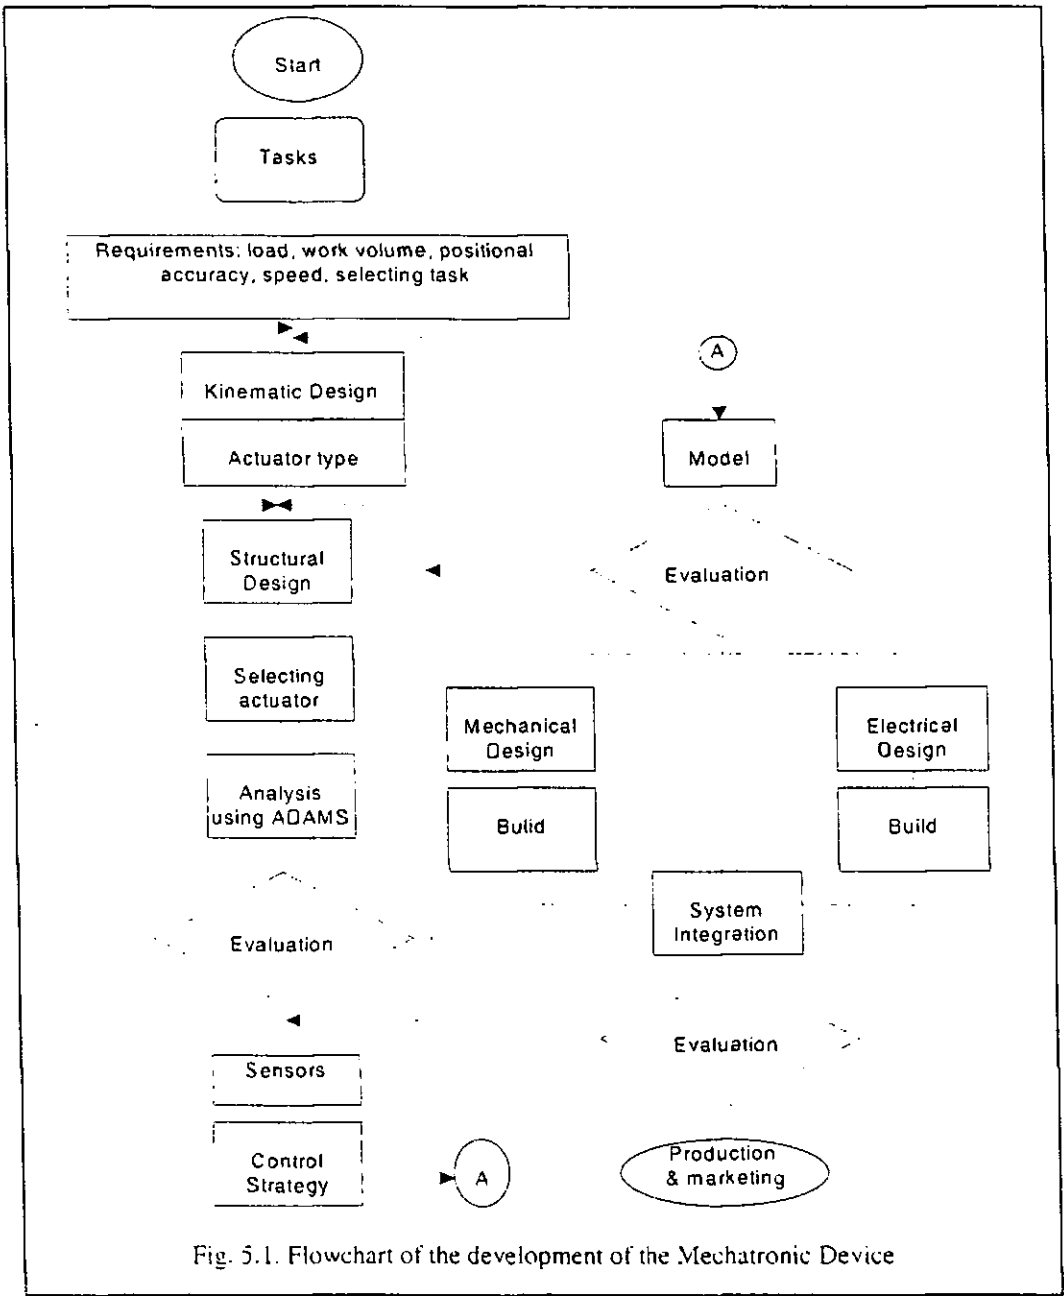 Start
Tasks
Requirements: load, work volume, positional
accuracy, speed, selecting task
Kinematic Design
Actuator type
Structural
Design
Selecting
actuator
Analysis
using ADAMS
Evaluation
Sensors
Control
Strategy
A
A
Model
Evaluation
Mechanical
Design
Bulid
Electrical
Design
Build
System
Integration
Evaluation
Production
& marketing
Fig. 5.1. Flowchart of the development of the Mechatronic Device